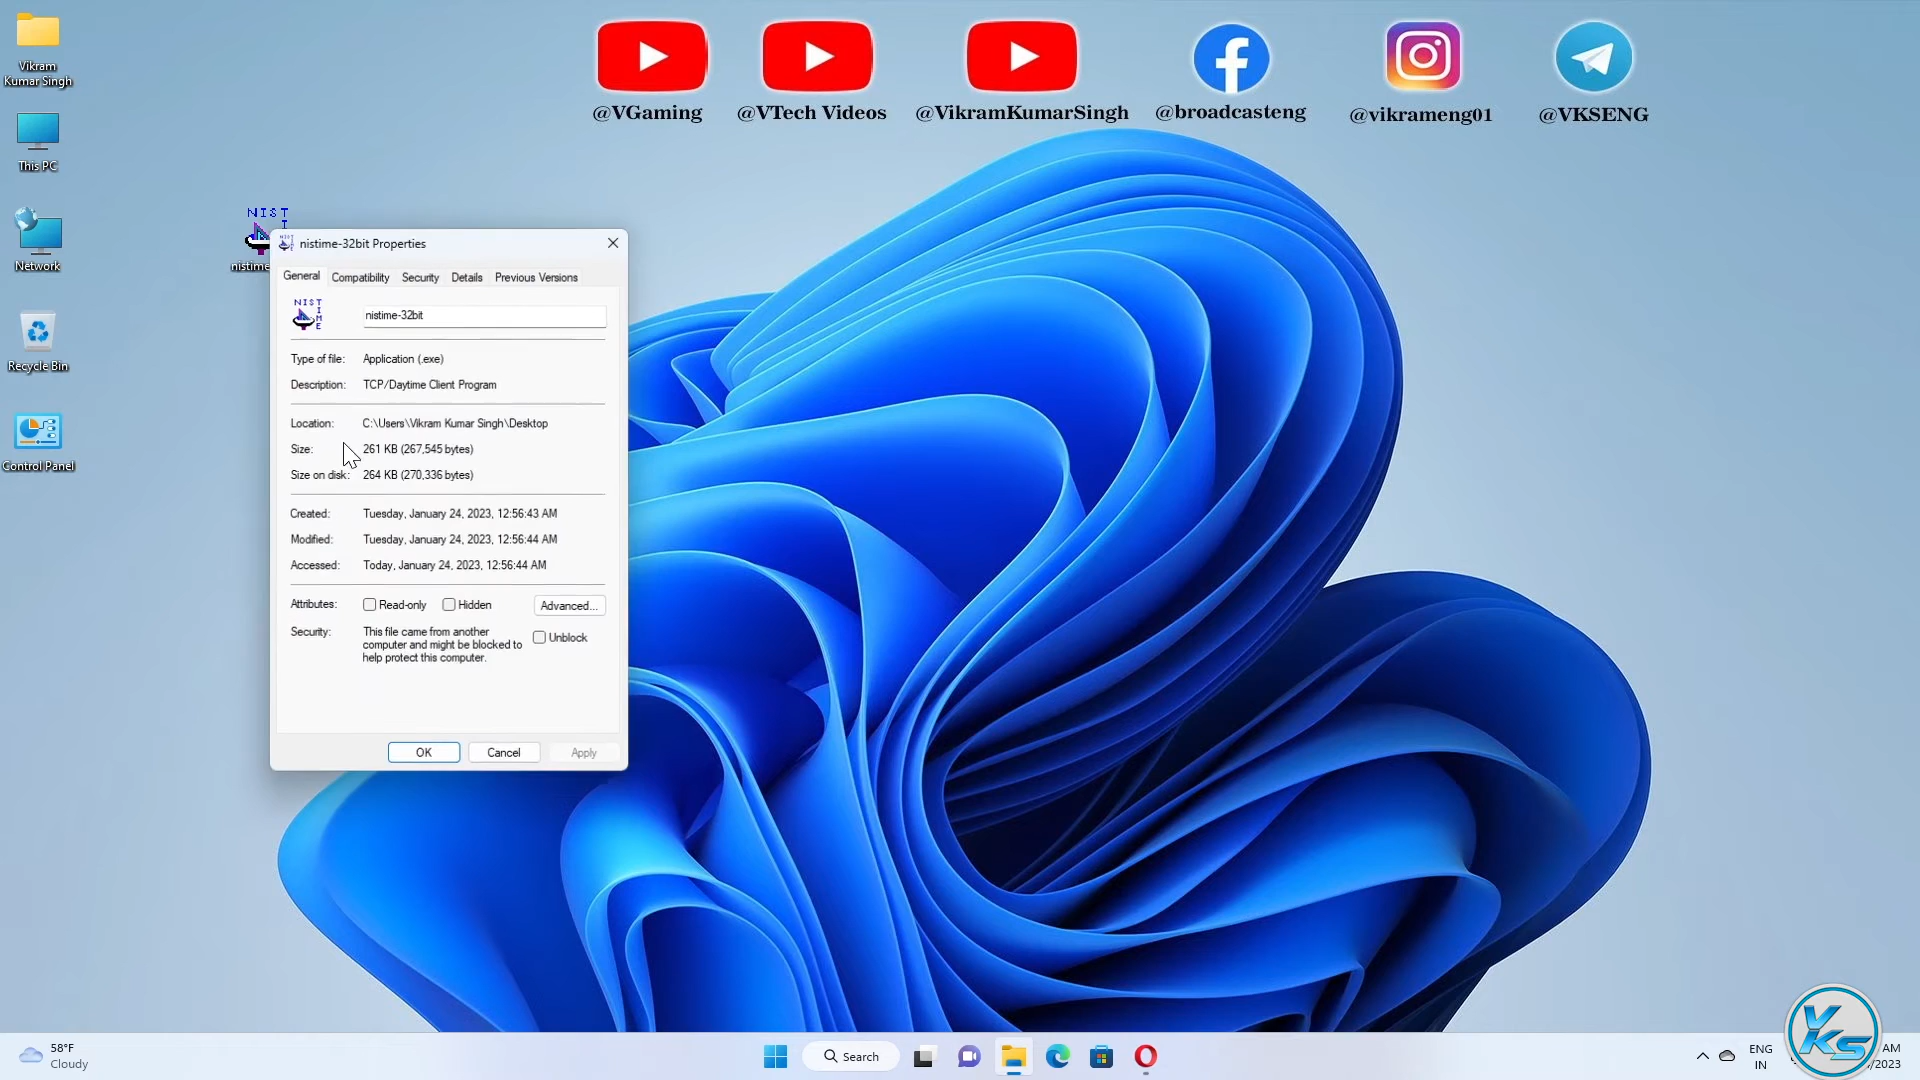 Vikram
Kumar Singh
This PC
Network
Recycle Bin
Control Panel
@VGaming
@VTech Videos
@VikramKumarSingh
@broadcasteng
@vikrameng01
@VKSENG
NIST
nistime
nistime-32bit Properties
General
Compatibility
Security
Details
Previous Versions
NIST
TIME
nistime-32bit
Type of file: Application (.exe)
Description: TCP/Daytime Client Program
Location: C:\Users\Vikram Kumar Singh\Desktop
Size: 261 KB (267,545 bytes)
Size on disk: 264 KB (270,336 bytes)
Created: Tuesday, January 24, 2023, 12:56:43 AM
Modified: Tuesday, January 24, 2023, 12:56:44 AM
Accessed: Today, January 24, 2023, 12:56:44 AM
Attributes: Read-only Hidden Advanced...
Security: This file came from another
computer and might be blocked to
help protect this computer.
Unblock
OK Cancel Apply
58°F
Cloudy
Search
ENG
IN
AM
/2023
VKS